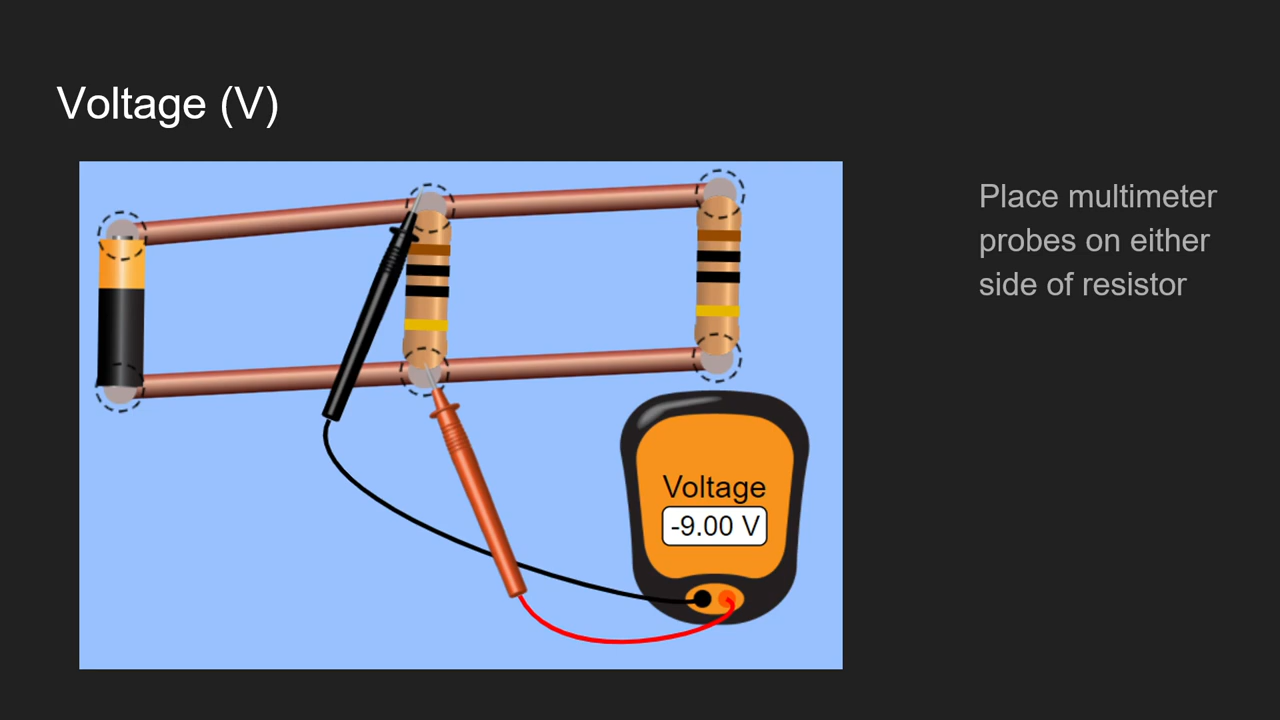 Voltage (V)
Place multimeter
probes on either
side of resistor
Voltage
-9.00 V